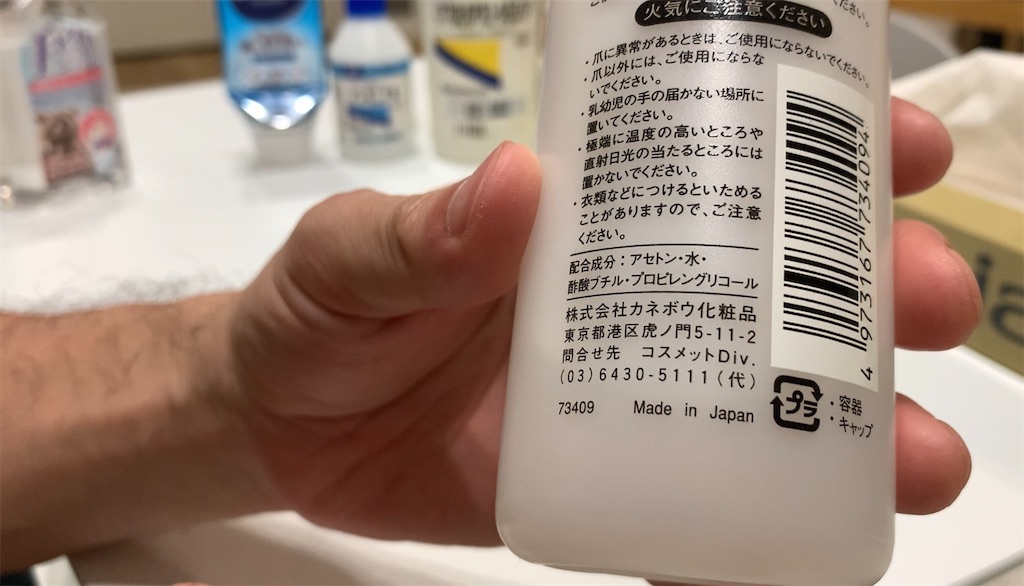 ください。
火気にご注意ください
・爪に異常があるときは、ご使用にならないでください。
・爪以外には、ご使用にならな
いでください。
・乳幼児の手の届かない場所に
置いてください。
・極端に温度の高いところや
直射日光の当たるところには
置かないでください。
・衣類などにつけるといためる
ことがありますので、ご注意
ください。
配合成分：アセトン・水・
酢酸ブチル・プロピレングリコール
株式会社カネボウ化粧品
東京都港区虎ノ門5-11-2
問合せ先 コスメットDiv.
(03)6430-5111(代)
73409 Made in Japan
4973167734094
プラ
：容器
：キャップ